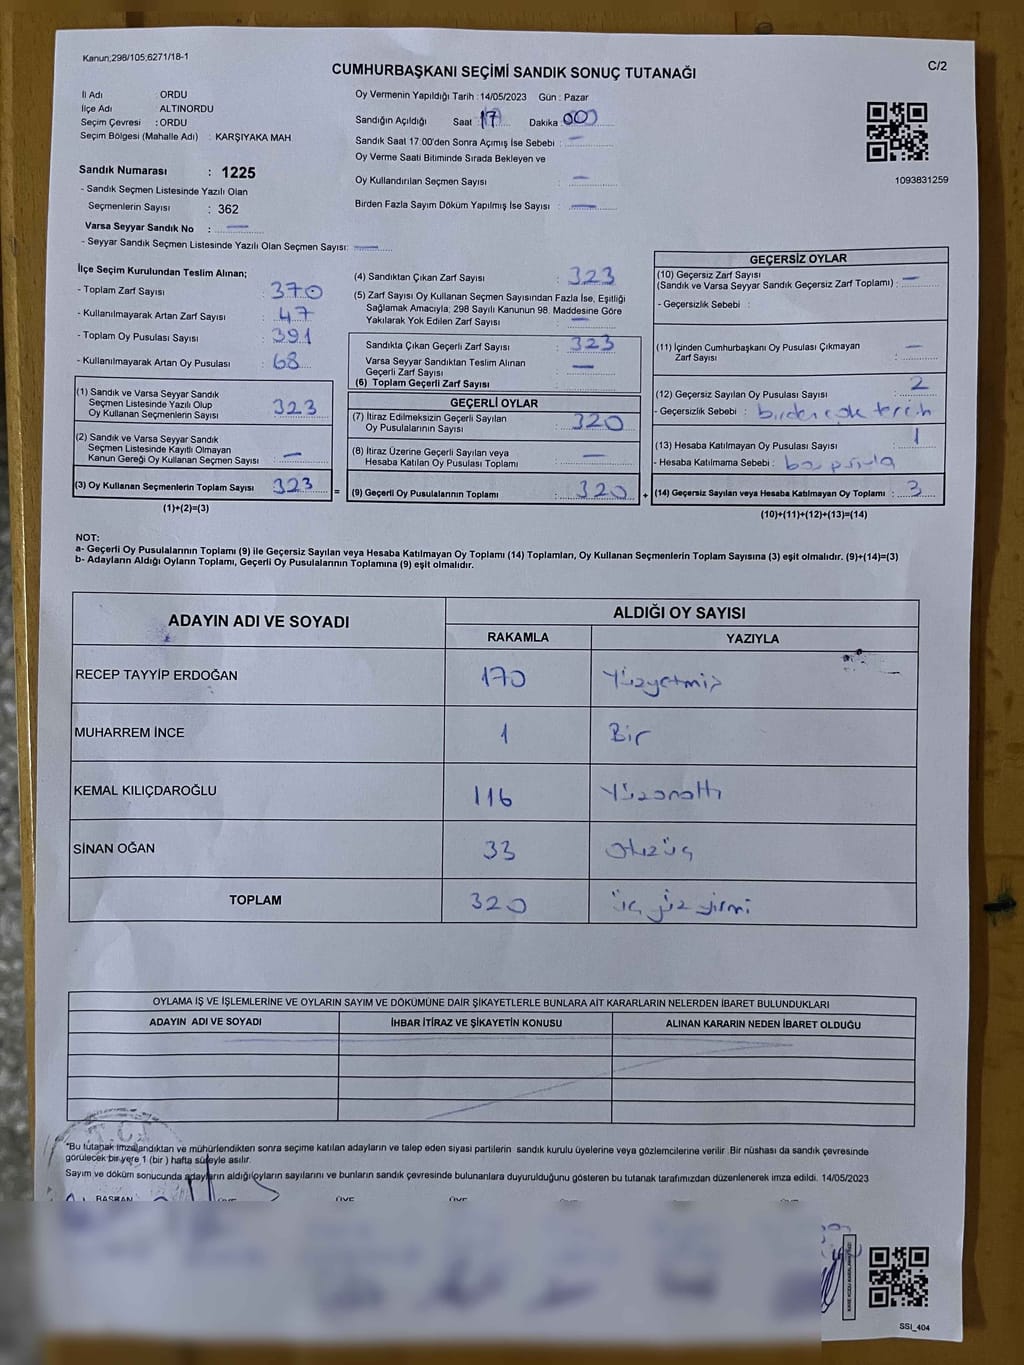 Kanun;298/105;6271/18-1
C/2
CUMHURBAŞKANI SEÇİMİ SANDIK SONUÇ TUTANAĞI
İl Adı ORDU
İlçe Adı ALTINORDU
Seçim Çevresi : ORDU
Seçim Bölgesi (Mahalle Adı) : KARŞIYAKA MAH
Sandık Numarası : 1225
- Sandık Seçmen Listesinde Yazılı Olan
Seçmenlerin Sayısı : 362
Varsa Seyyar Sandık No : —
- Seyyar Sandık Seçmen Listesinde Yazılı Olan Seçmen Sayısı: —
Oy Vermenin Yapıldığı Tarih : 14/05/2023 Gün : Pazar
Sandığın Açıldığı Saat 17 Dakika 00
Sandık Saat 17:00'den Sonra Açımış İse Sebebi : —
Oy Verme Saati Bitiminde Sırada Bekleyen ve
Oy Kullandırılan Seçmen Sayısı : —
Birden Fazla Sayım Döküm Yapılmış İse Sayısı : —
1093831259
İlçe Seçim Kurulundan Teslim Alınan;
- Toplam Zarf Sayısı : 370
- Kullanılmayarak Artan Zarf Sayısı : 47
- Toplam Oy Pusulası Sayısı : 391
- Kullanılmayarak Artan Oy Pusulası : 68
(1) Sandık ve Varsa Seyyar Sandık
Seçmen Listesinde Yazılı Olup
Oy Kullanan Seçmenlerin Sayısı : 323
(2) Sandık ve Varsa Seyyar Sandık
Seçmen Listesinde Kayıtlı Olmayan
Kanun Gereği Oy Kullanan Seçmen Sayısı : —
(3) Oy Kullanan Seçmenlerin Toplam Sayısı : 323
(1)+(2)=(3)
=
(4) Sandıktan Çıkan Zarf Sayısı : 323
(5) Zarf Sayısı Oy Kullanan Seçmen Sayısından Fazla İse, Eşitliği
Sağlamak Amacıyla; 298 Sayılı Kanunun 98. Maddesine Göre
Yakılarak Yok Edilen Zarf Sayısı : —
Sandıkta Çıkan Geçerli Zarf Sayısı : 323
Varsa Seyyar Sandıktan Teslim Alınan
Geçerli Zarf Sayısı : —
(6) Toplam Geçerli Zarf Sayısı
GEÇERLİ OYLAR
(7) İtiraz Edilmeksizin Geçerli Sayılan
Oy Pusulalarının Sayısı : 320
(8) İtiraz Üzerine Geçerli Sayılan veya
Hesaba Katılan Oy Pusulası Toplamı : —
(9) Geçerli Oy Pusulalarının Toplamı : 320
+
GEÇERSİZ OYLAR
(10) Geçersiz Zarf Sayısı
(Sandık ve Varsa Seyyar Sandık Geçersiz Zarf Toplamı) : —
- Geçersizlik Sebebi :
(11) İçinden Cumhurbaşkanı Oy Pusulası Çıkmayan
Zarf Sayısı : —
(12) Geçersiz Sayılan Oy Pusulası Sayısı : 2
- Geçersizlik Sebebi : birden çok tercih
(13) Hesaba Katılmayan Oy Pusulası Sayısı : 1
- Hesaba Katılmama Sebebi :
(14) Geçersiz Sayılan veya Hesaba Katılmayan Oy Toplamı : 3
(10)+(11)+(12)+(13)=(14)
NOT:
a- Geçerli Oy Pusulalarının Toplamı (9) ile Geçersiz Sayılan veya Hesaba Katılmayan Oy Toplamı (14) Toplamları, Oy Kullanan Seçmenlerin Toplam Sayısına (3) eşit olmalıdır. (9)+(14)=(3)
b- Adayların Aldığı Oyların Toplamı, Geçerli Oy Pusulalarının Toplamına (9) eşit olmalıdır.
ADAYIN ADI VE SOYADI ALDIĞI OY SAYISI
RAKAMLA YAZIYLA
RECEP TAYYİP ERDOĞAN 170 Yüzyetmiş
MUHARREM İNCE 1 Bir
KEMAL KILIÇDAROĞLU 116 Yüzonaltı
SİNAN OĞAN 33 Otuzüç
TOPLAM 320 üç yüz yirmi
OYLAMA İŞ VE İŞLEMLERİNE VE OYLARIN SAYIM VE DÖKÜMÜNE DAİR ŞİKAYETLERLE BUNLARA AİT KARARLARIN NELERDEN İBARET BULUNDUKLARI
ADAYIN ADI VE SOYADI İHBAR İTİRAZ VE ŞİKAYETİN KONUSU ALINAN KARARIN NEDEN İBARET OLDUĞU
T.C.
*Bu tutanak imzalandıktan ve mühürlendikten sonra seçime katılan adayların ve talep eden siyasi partilerin sandık kurulu üyelerine veya gözlemcilerine verilir. Bir nüshası da sandık çevresinde
görülecek bir yere 1 (bir ) hafta süreyle asılır.
Sayım ve döküm sonucunda adayların aldığı oyların sayılarını ve bunların sandık çevresinde bulunanlara duyurulduğunu gösteren bu tutanak tarafımızdan düzenlenerek imza edildi. 14/05/2023
BAŞKAN ÜYE ÜYE ÜYE ÜYE
SSI_404